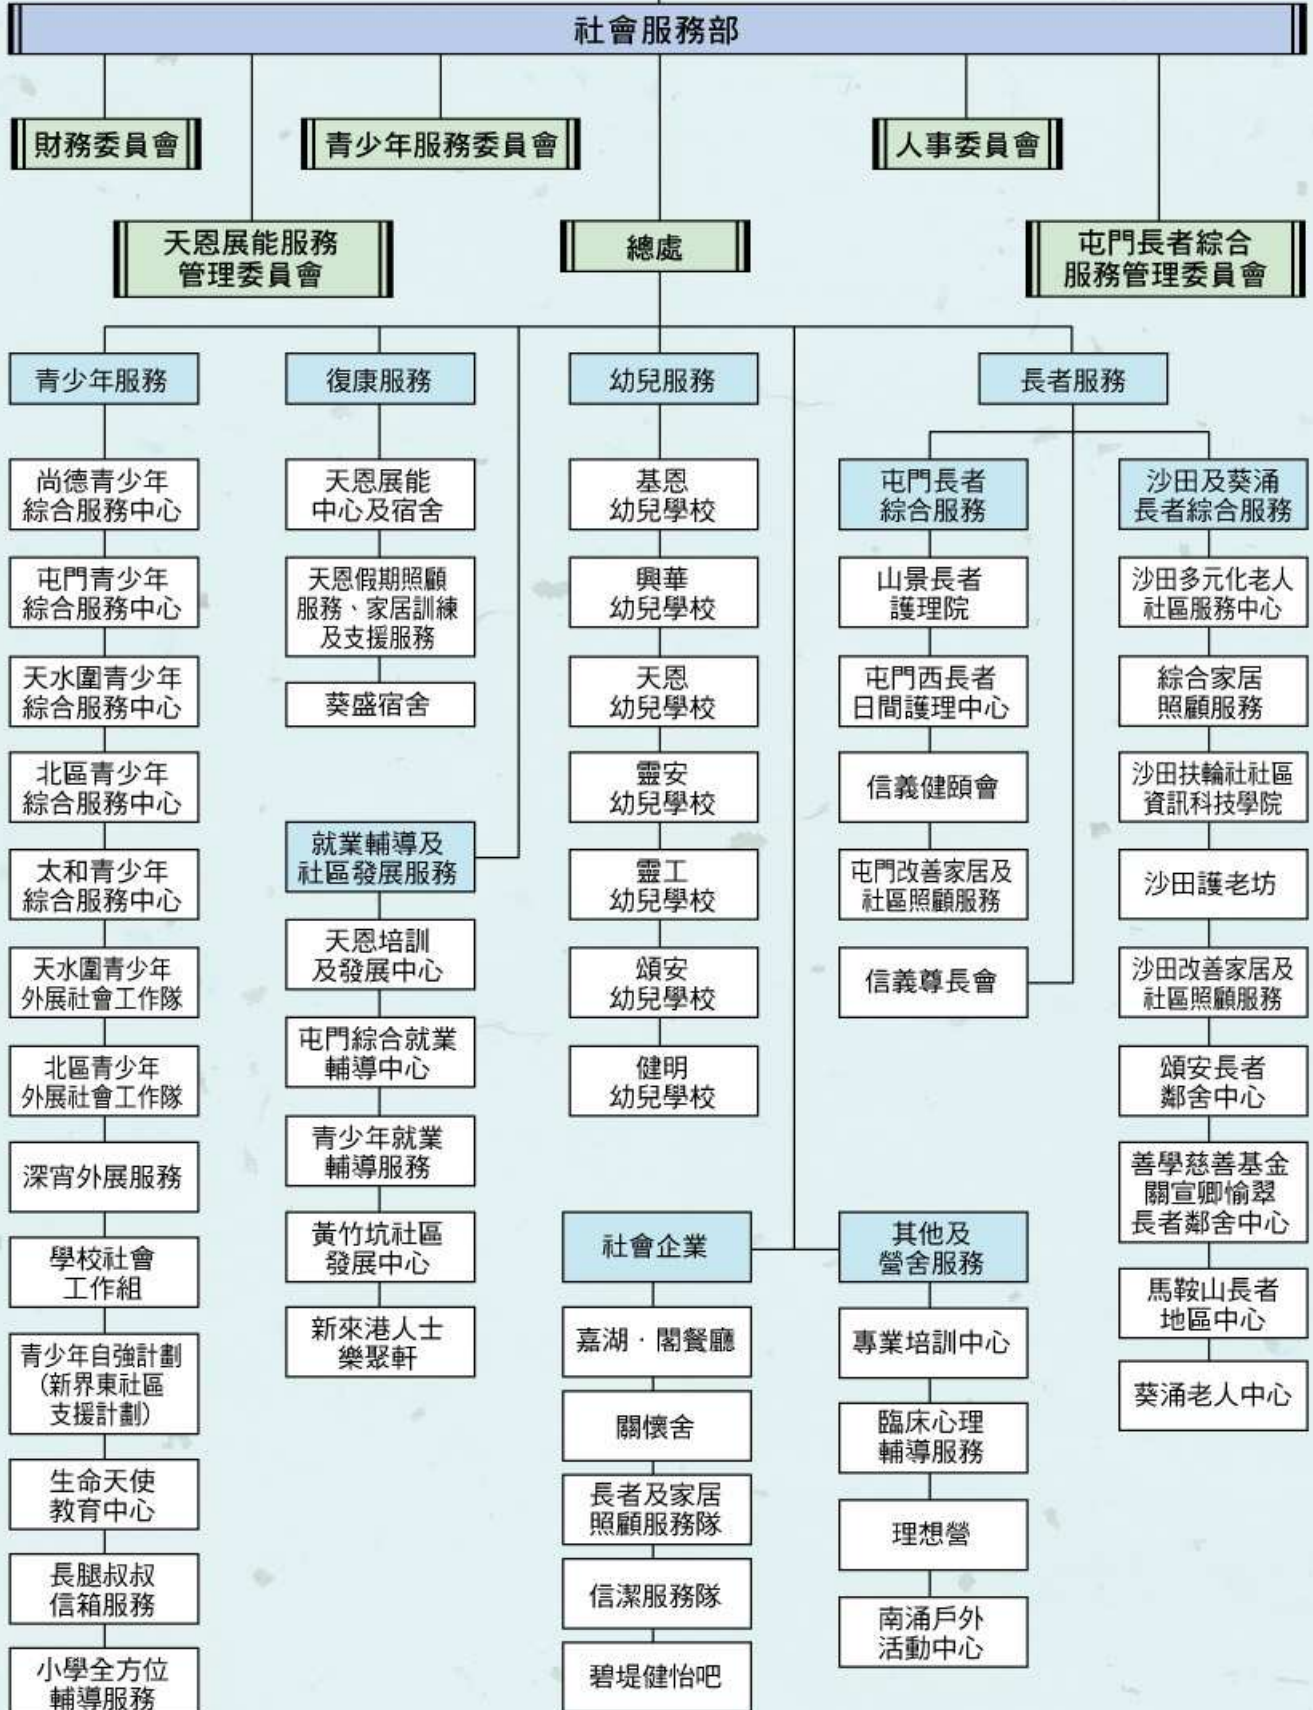 社會服務部
財務委員會
青少年服務委員會
人事委員會
天恩展能服務
管理委員會
總處
屯門長者綜合
服務管理委員會
青少年服務
尚德青少年
綜合服務中心
屯門青少年
綜合服務中心
天水圍青少年
綜合服務中心
北區青少年
綜合服務中心
太和青少年
綜合服務中心
天水圍青少年
外展社會工作隊
北區青少年
外展社會工作隊
深宵外展服務
學校社會
工作組
青少年自強計劃
(新界東社區
支援計劃)
生命天使
教育中心
長腿叔叔
信箱服務
小學全方位
輔導服務
復康服務
天恩展能
中心及宿舍
天恩假期照顧
服務、家居訓練
及支援服務
葵盛宿舍
就業輔導及
社區發展服務
天恩培訓
及發展中心
屯門綜合就業
輔導中心
青少年就業
輔導服務
黃竹坑社區
發展中心
新來港人士
樂聚軒
幼兒服務
基恩
幼兒學校
興華
幼兒學校
天恩
幼兒學校
靈安
幼兒學校
靈工
幼兒學校
頌安
幼兒學校
健明
幼兒學校
社會企業
嘉湖．閣餐廳
關懷舍
長者及家居
照顧服務隊
信潔服務隊
碧堤健怡吧
長者服務
屯門長者
綜合服務
山景長者
護理院
屯門西長者
日間護理中心
信義健頤會
屯門改善家居及
社區照顧服務
信義尊長會
其他及
營舍服務
專業培訓中心
臨床心理
輔導服務
理想營
南涌戶外
活動中心
沙田及葵涌
長者綜合服務
沙田多元化老人
社區服務中心
綜合家居
照顧服務
沙田扶輪社社區
資訊科技學院
沙田護老坊
沙田改善家居及
社區照顧服務
頌安長者
鄰舍中心
善學慈善基金
關宣卿愉翠
長者鄰舍中心
馬鞍山長者
地區中心
葵涌老人中心